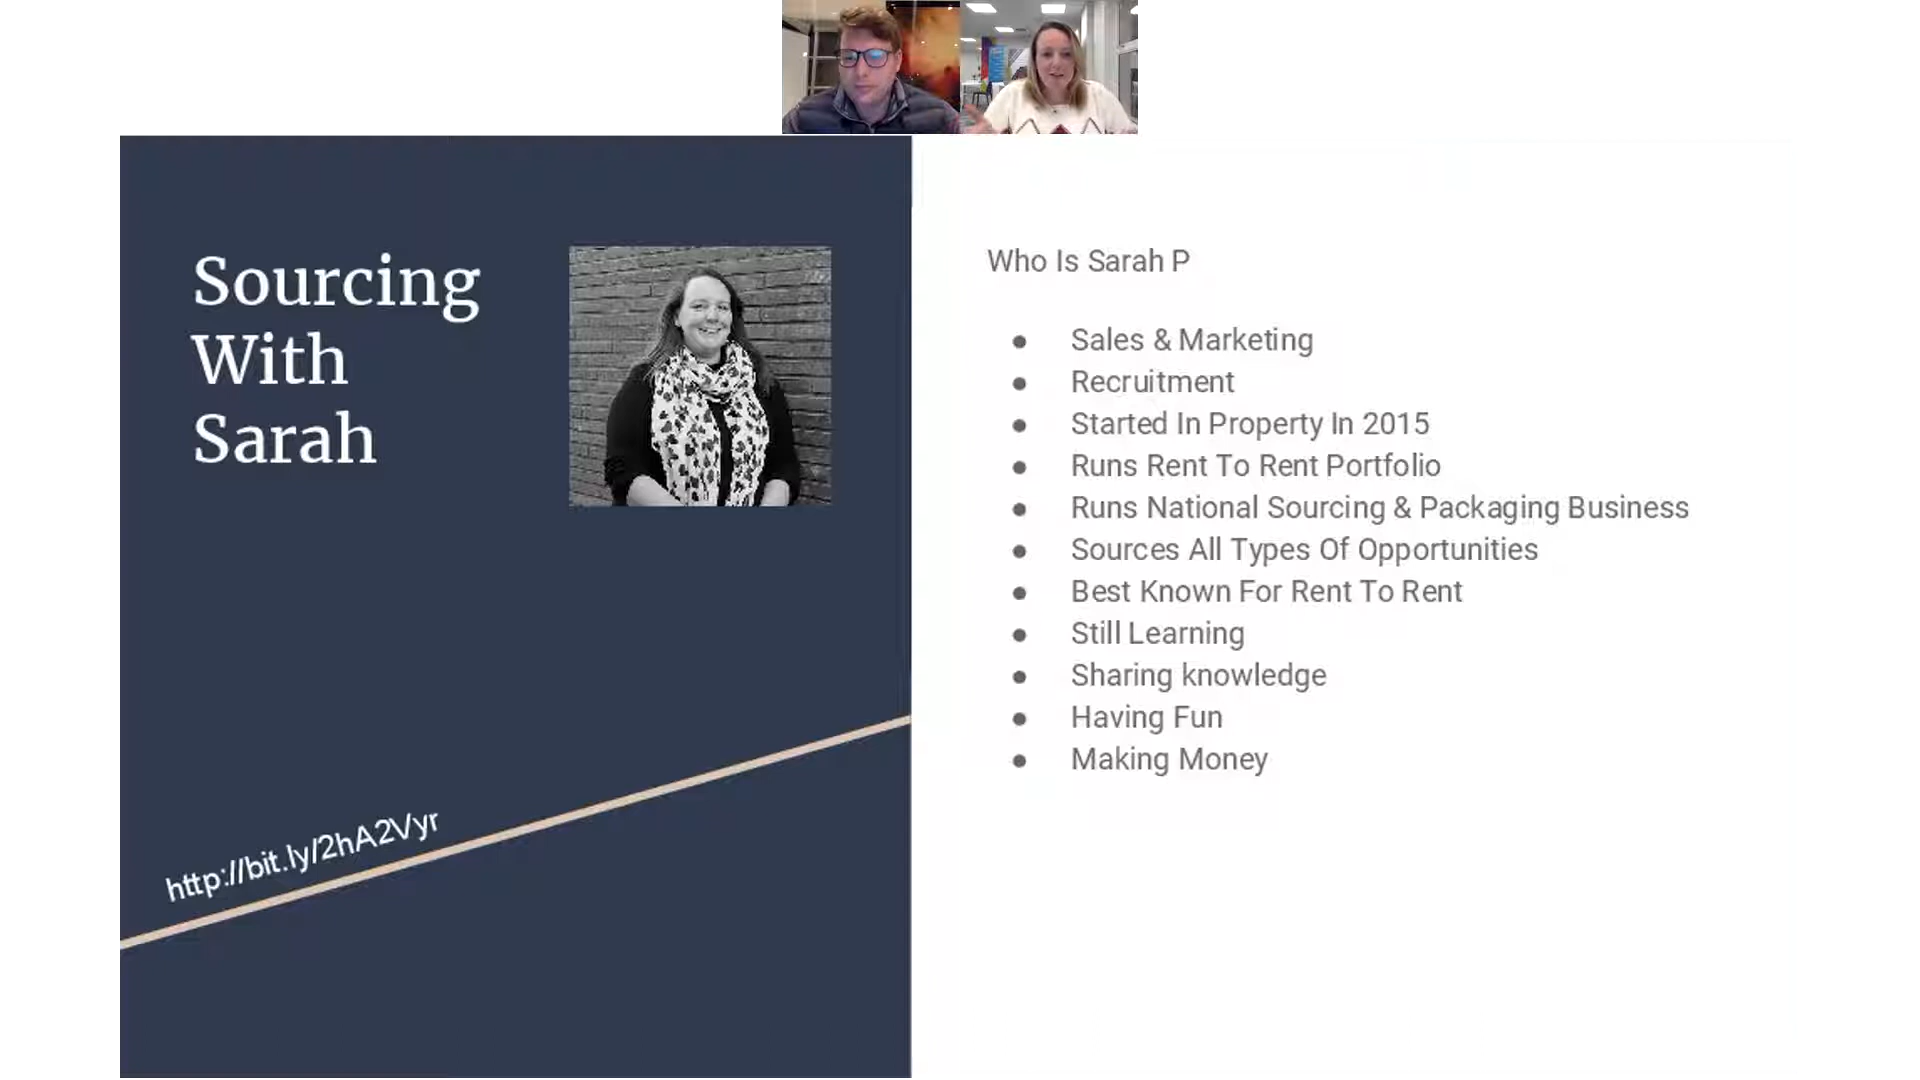 Sourcing
With
Sarah
http://bit.ly/2hA2Vyr
Who Is Sarah P
● Sales & Marketing
● Recruitment
● Started In Property In 2015
● Runs Rent To Rent Portfolio
● Runs National Sourcing & Packaging Business
● Sources All Types Of Opportunities
● Best Known For Rent To Rent
● Still Learning
● Sharing knowledge
● Having Fun
● Making Money